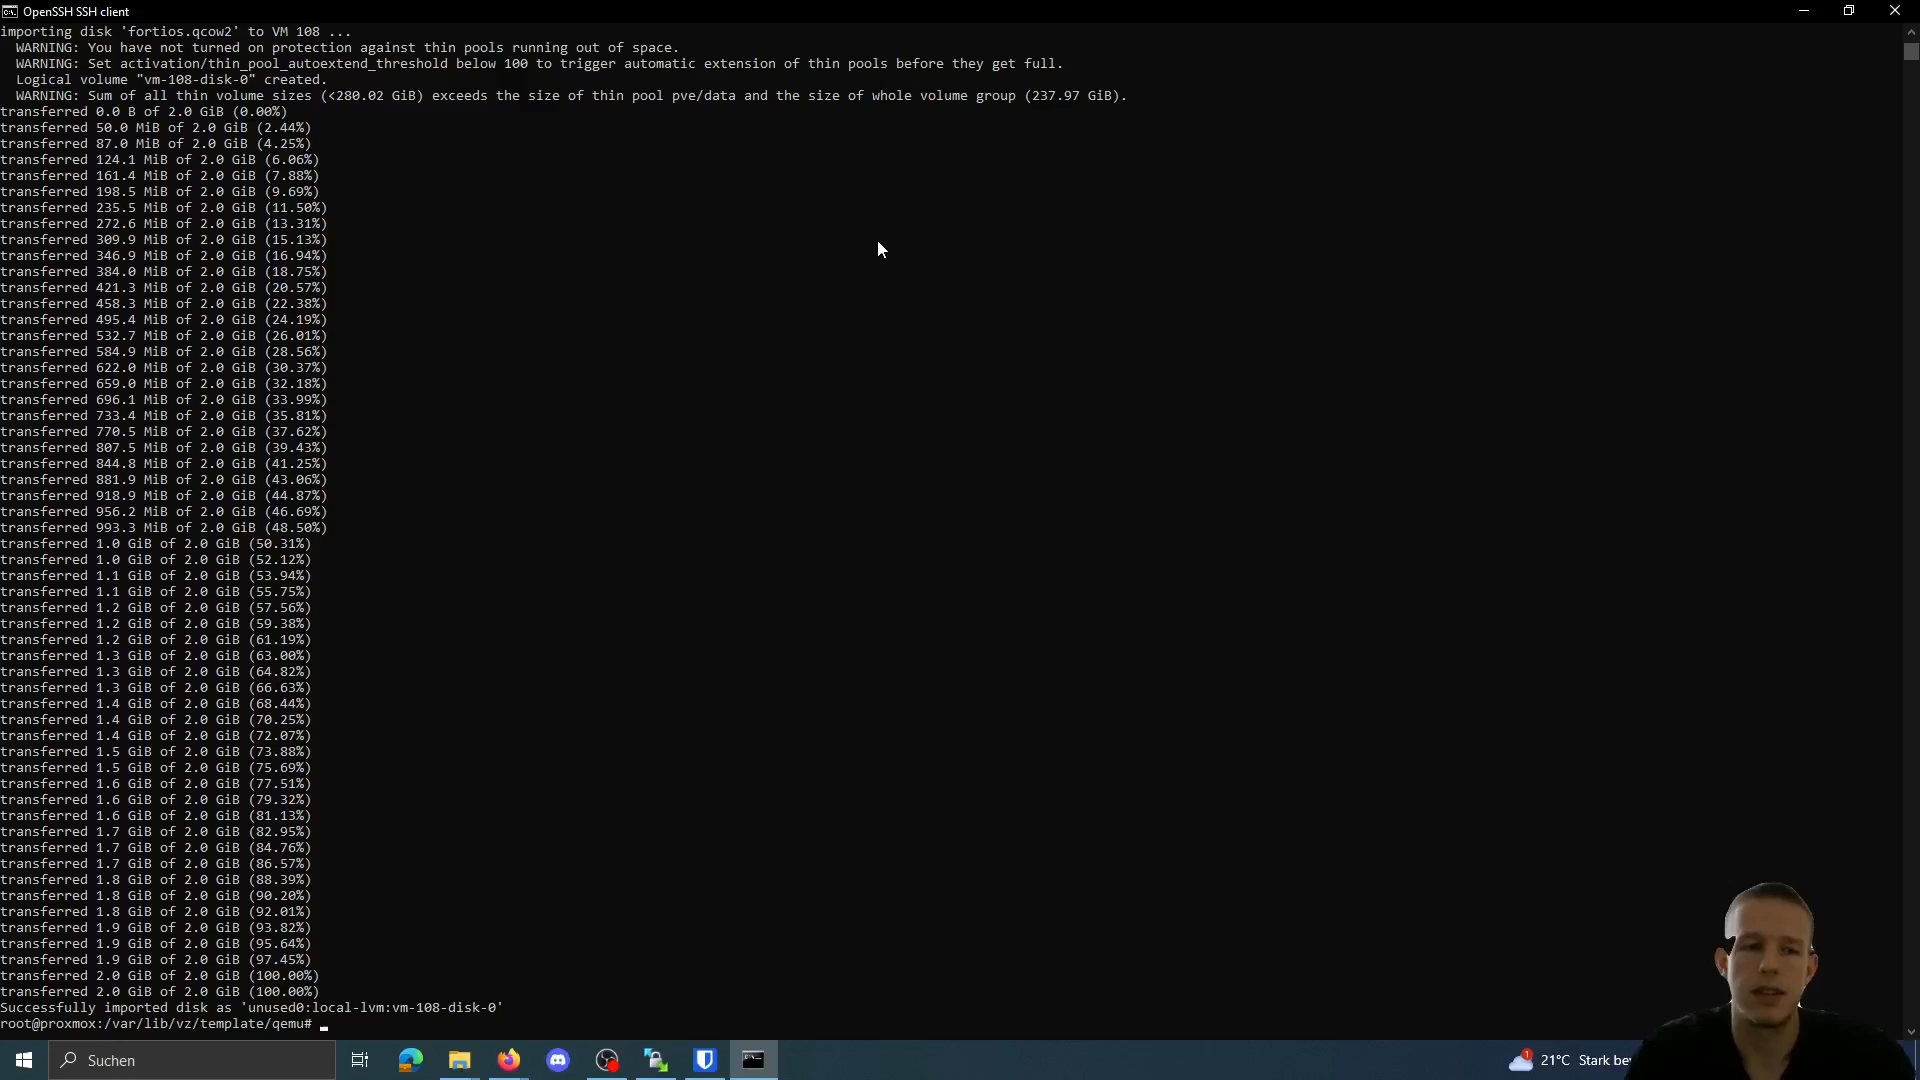 OpenSSH SSH client
importing disk 'fortios.qcow2' to VM 108 ...
WARNING: You have not turned on protection against thin pools running out of space.
WARNING: Set activation/thin_pool_autoextend_threshold below 100 to trigger automatic extension of thin pools before they get full.
Logical volume "vm-108-disk-0" created.
WARNING: Sum of all thin volume sizes (<280.02 GiB) exceeds the size of thin pool pve/data and the size of whole volume group (237.97 GiB).
transferred 0.0 B of 2.0 GiB (0.00%)
transferred 50.0 MiB of 2.0 GiB (2.44%)
transferred 87.0 MiB of 2.0 GiB (4.25%)
transferred 124.1 MiB of 2.0 GiB (6.06%)
transferred 161.4 MiB of 2.0 GiB (7.88%)
transferred 198.5 MiB of 2.0 GiB (9.69%)
transferred 235.5 MiB of 2.0 GiB (11.50%)
transferred 272.6 MiB of 2.0 GiB (13.31%)
transferred 309.9 MiB of 2.0 GiB (15.13%)
transferred 346.9 MiB of 2.0 GiB (16.94%)
transferred 384.0 MiB of 2.0 GiB (18.75%)
transferred 421.3 MiB of 2.0 GiB (20.57%)
transferred 458.3 MiB of 2.0 GiB (22.38%)
transferred 495.4 MiB of 2.0 GiB (24.19%)
transferred 532.7 MiB of 2.0 GiB (26.01%)
transferred 584.9 MiB of 2.0 GiB (28.56%)
transferred 622.0 MiB of 2.0 GiB (30.37%)
transferred 659.0 MiB of 2.0 GiB (32.18%)
transferred 696.1 MiB of 2.0 GiB (33.99%)
transferred 733.4 MiB of 2.0 GiB (35.81%)
transferred 770.5 MiB of 2.0 GiB (37.62%)
transferred 807.5 MiB of 2.0 GiB (39.43%)
transferred 844.8 MiB of 2.0 GiB (41.25%)
transferred 881.9 MiB of 2.0 GiB (43.06%)
transferred 918.9 MiB of 2.0 GiB (44.87%)
transferred 956.2 MiB of 2.0 GiB (46.69%)
transferred 993.3 MiB of 2.0 GiB (48.50%)
transferred 1.0 GiB of 2.0 GiB (50.31%)
transferred 1.0 GiB of 2.0 GiB (52.12%)
transferred 1.1 GiB of 2.0 GiB (53.94%)
transferred 1.1 GiB of 2.0 GiB (55.75%)
transferred 1.2 GiB of 2.0 GiB (57.56%)
transferred 1.2 GiB of 2.0 GiB (59.38%)
transferred 1.2 GiB of 2.0 GiB (61.19%)
transferred 1.3 GiB of 2.0 GiB (63.00%)
transferred 1.3 GiB of 2.0 GiB (64.82%)
transferred 1.3 GiB of 2.0 GiB (66.63%)
transferred 1.4 GiB of 2.0 GiB (68.44%)
transferred 1.4 GiB of 2.0 GiB (70.25%)
transferred 1.4 GiB of 2.0 GiB (72.07%)
transferred 1.5 GiB of 2.0 GiB (73.88%)
transferred 1.5 GiB of 2.0 GiB (75.69%)
transferred 1.6 GiB of 2.0 GiB (77.51%)
transferred 1.6 GiB of 2.0 GiB (79.32%)
transferred 1.6 GiB of 2.0 GiB (81.13%)
transferred 1.7 GiB of 2.0 GiB (82.95%)
transferred 1.7 GiB of 2.0 GiB (84.76%)
transferred 1.7 GiB of 2.0 GiB (86.57%)
transferred 1.8 GiB of 2.0 GiB (88.39%)
transferred 1.8 GiB of 2.0 GiB (90.20%)
transferred 1.8 GiB of 2.0 GiB (92.01%)
transferred 1.9 GiB of 2.0 GiB (93.82%)
transferred 1.9 GiB of 2.0 GiB (95.64%)
transferred 1.9 GiB of 2.0 GiB (97.45%)
transferred 2.0 GiB of 2.0 GiB (100.00%)
transferred 2.0 GiB of 2.0 GiB (100.00%)
Successfully imported disk as 'unused0:local-lvm:vm-108-disk-0'
root@proxmox:/var/lib/vz/template/qemu#
Suchen
1
21°C Stark be